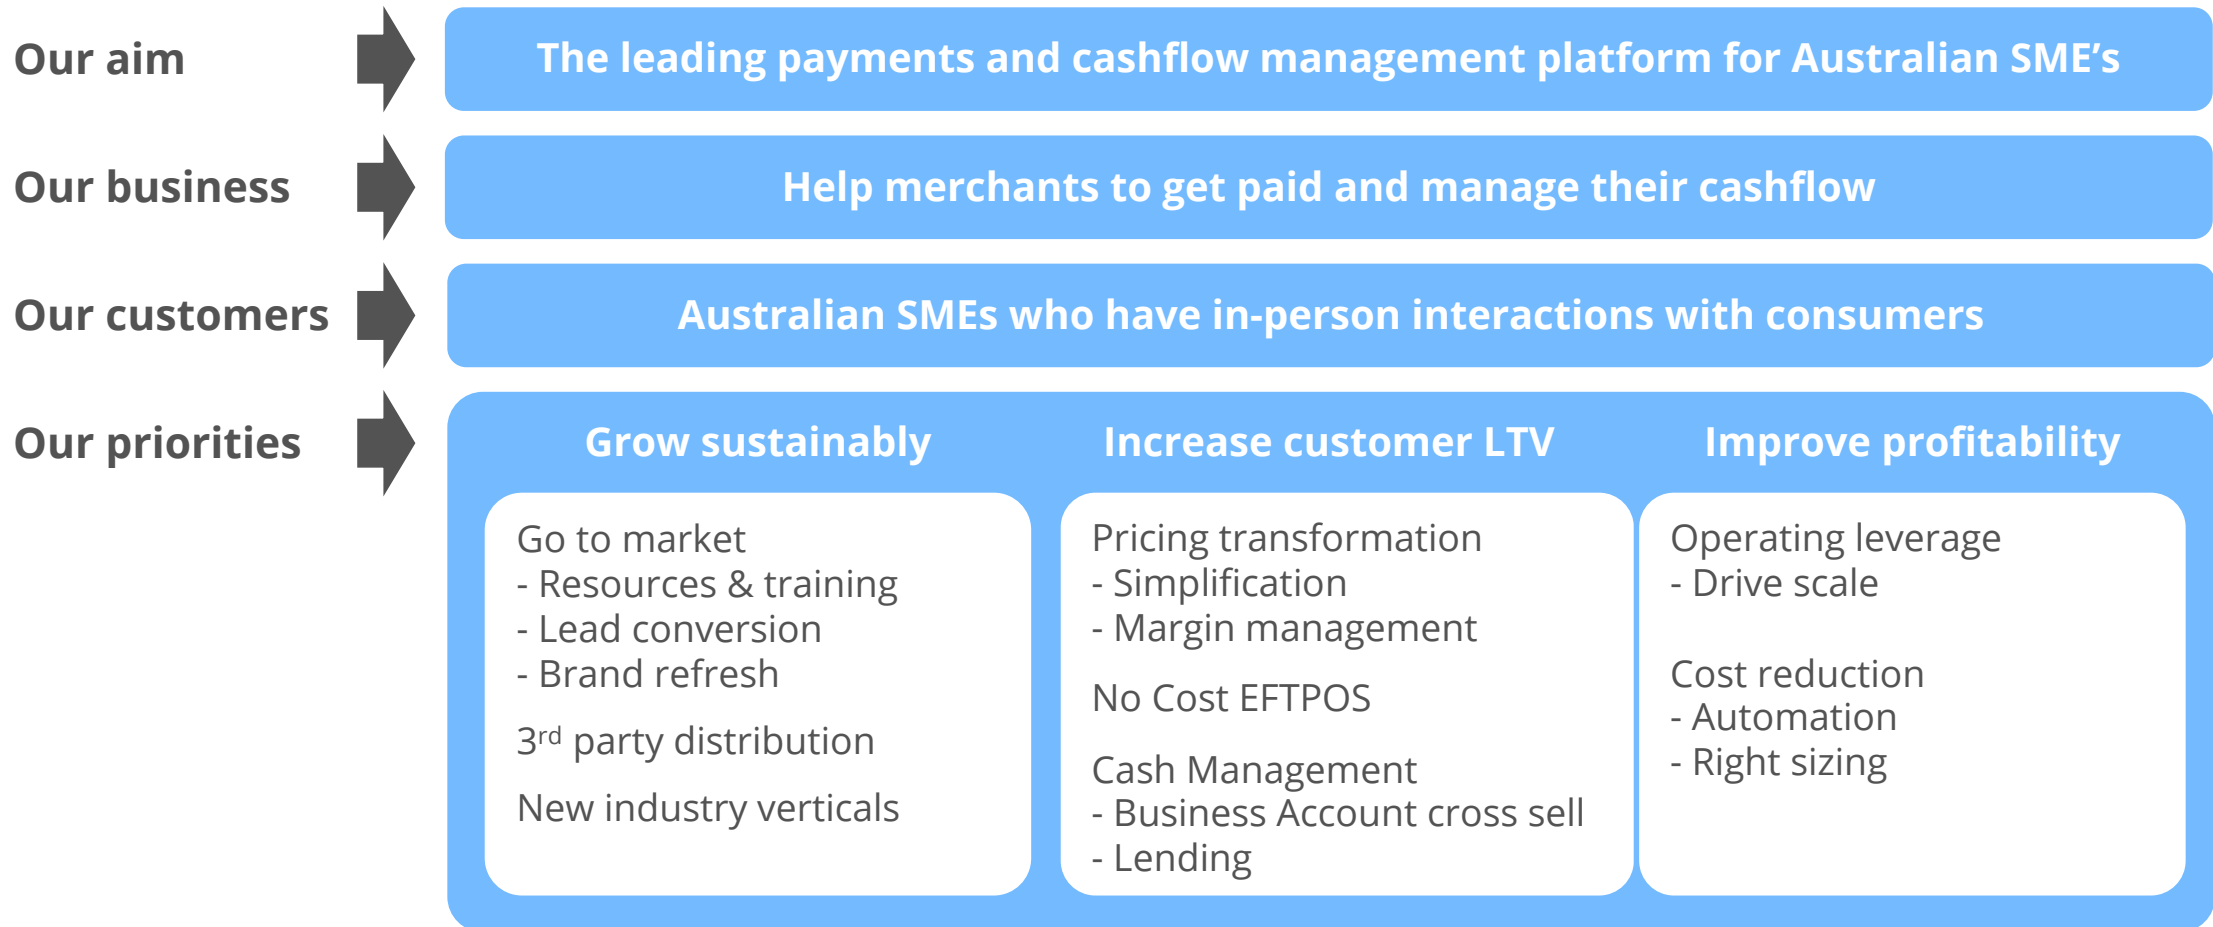 Our aim
The leading payments and cashflow management platform for Australian SME’s
Our business
Help merchants to get paid and manage their cashflow
Our customers
Australian SMEs who have in-person interactions with consumers
Our priorities
Grow sustainably
Go to market
- Resources & training
- Lead conversion
- Brand refresh
3rd party distribution
New industry verticals
Increase customer LTV
Pricing transformation
- Simplification
- Margin management
No Cost EFTPOS
Cash Management
- Business Account cross sell
- Lending
Improve profitability
Operating leverage
- Drive scale
Cost reduction
- Automation
- Right sizing